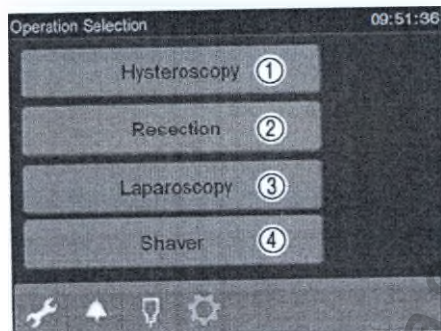 Operation Selection 09:51:36
Hysteroscopy ①
Resection ②
Laparoscopy ③
Shaver ④